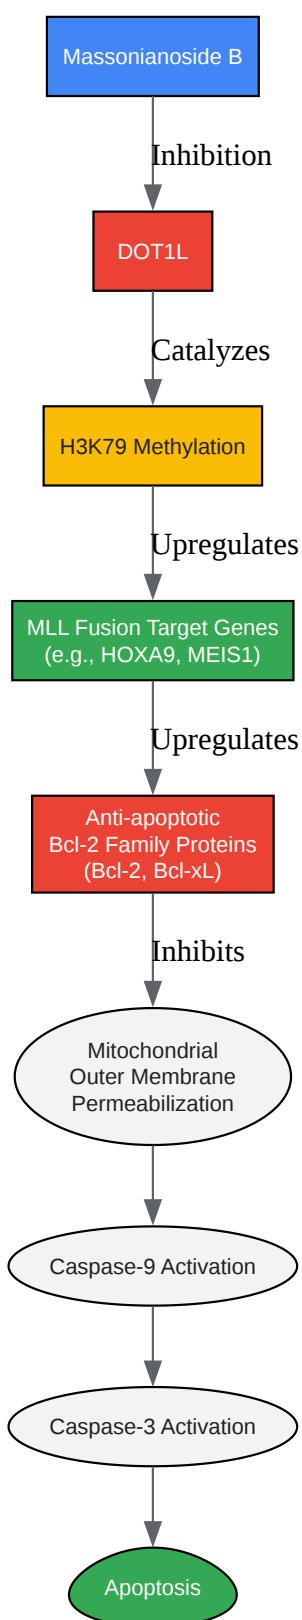 Massonianoside B
Inhibition
DOT1L
Catalyzes
H3K79 Methylation
Upregulates
MLL Fusion Target Genes
(e.g., HOXA9, MEIS1)
Upregulates
Anti-apoptotic
Bcl-2 Family Proteins
(Bcl-2, Bcl-xL)
Inhibits
Mitochondrial
Outer Membrane
Permeabilization
Caspase-9 Activation
Caspase-3 Activation
Apoptosis